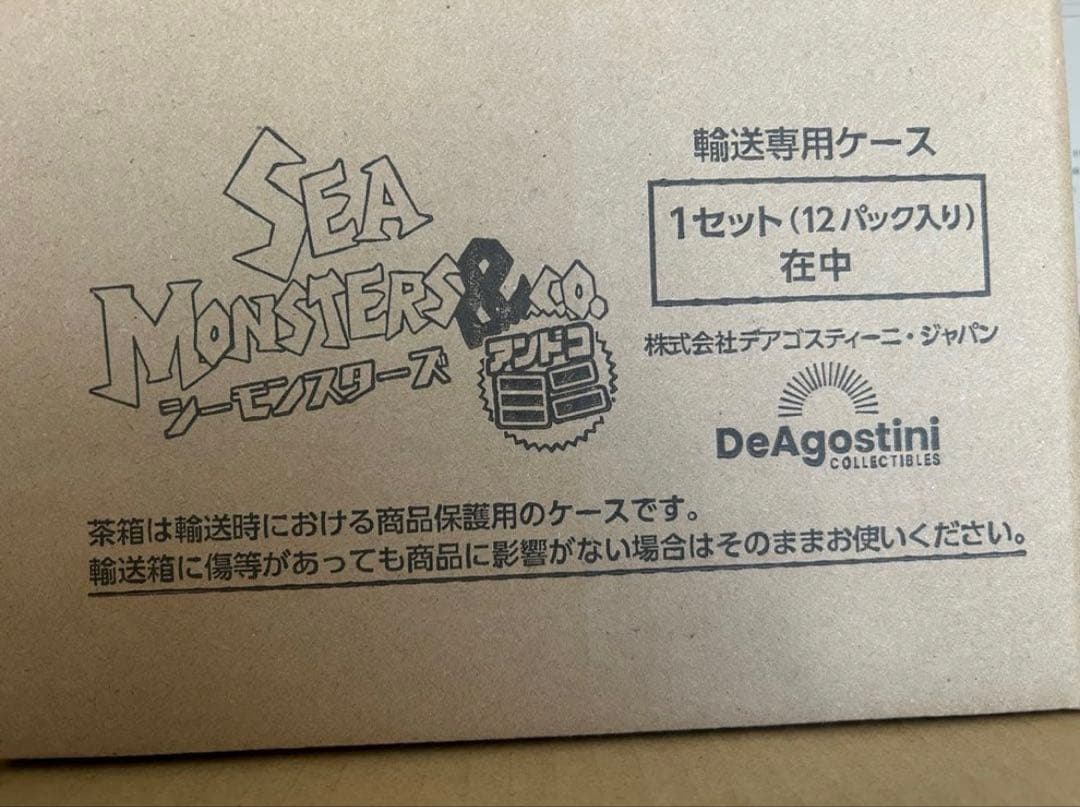 SEA
MONSTERS & CO.
シーモンスターズ
アンドコ
ミニ
輸送専用ケース
1セット(12パック入り)
在中
株式会社デアゴスティーニ・ジャパン
DeAgostini
COLLECTIBLES
茶箱は輸送時における商品保護用のケースです。
輸送箱に傷等があっても商品に影響がない場合はそのままお使いください。